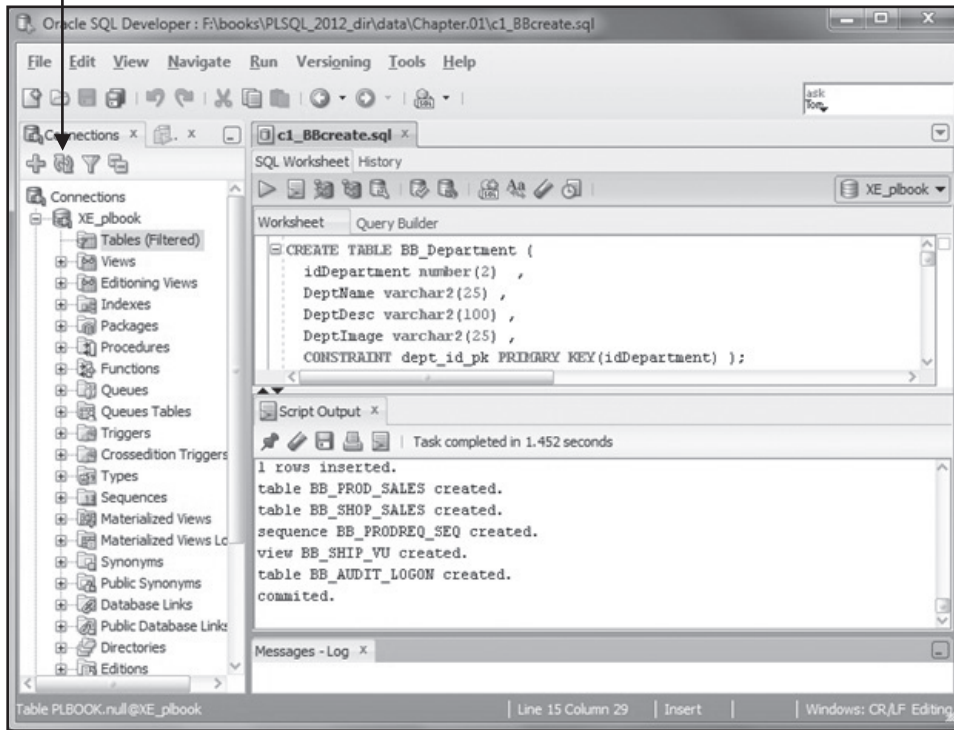 Oracle SQL Developer : F:\books\PLSQL_2012_dir\data\Chapter.01\c1_BBcreate.sql
File Edit View Navigate Run Versioning Tools Help
ask
Tom
Connections
c1_BBcreate.sql
SQL Worksheet History
XE_plbook
Worksheet Query Builder
Connections
XE_plbook
Tables (Filtered)
Views
Editioning Views
Indexes
Packages
Procedures
Functions
Queues
Queues Tables
Triggers
Crossedition Triggers
Types
Sequences
Materialized Views
Materialized Views Lo
Synonyms
Public Synonyms
Database Links
Public Database Links
Directories
Editions
CREATE TABLE BB_Department (
idDepartment number(2) ,
DeptName varchar2(25) ,
DeptDesc varchar2(100) ,
DeptImage varchar2(25) ,
CONSTRAINT dept_id_pk PRIMARY KEY(idDepartment) );
Script Output
Task completed in 1.452 seconds
1 rows inserted.
table BB_PROD_SALES created.
table BB_SHOP_SALES created.
sequence BB_PRODREQ_SEQ created.
view BB_SHIP_VU created.
table BB_AUDIT_LOGON created.
commited.
Messages - Log
Table PLBOOK.null@XE_plbook
Line 15 Column 29
Insert
Windows: CR/LF Editing